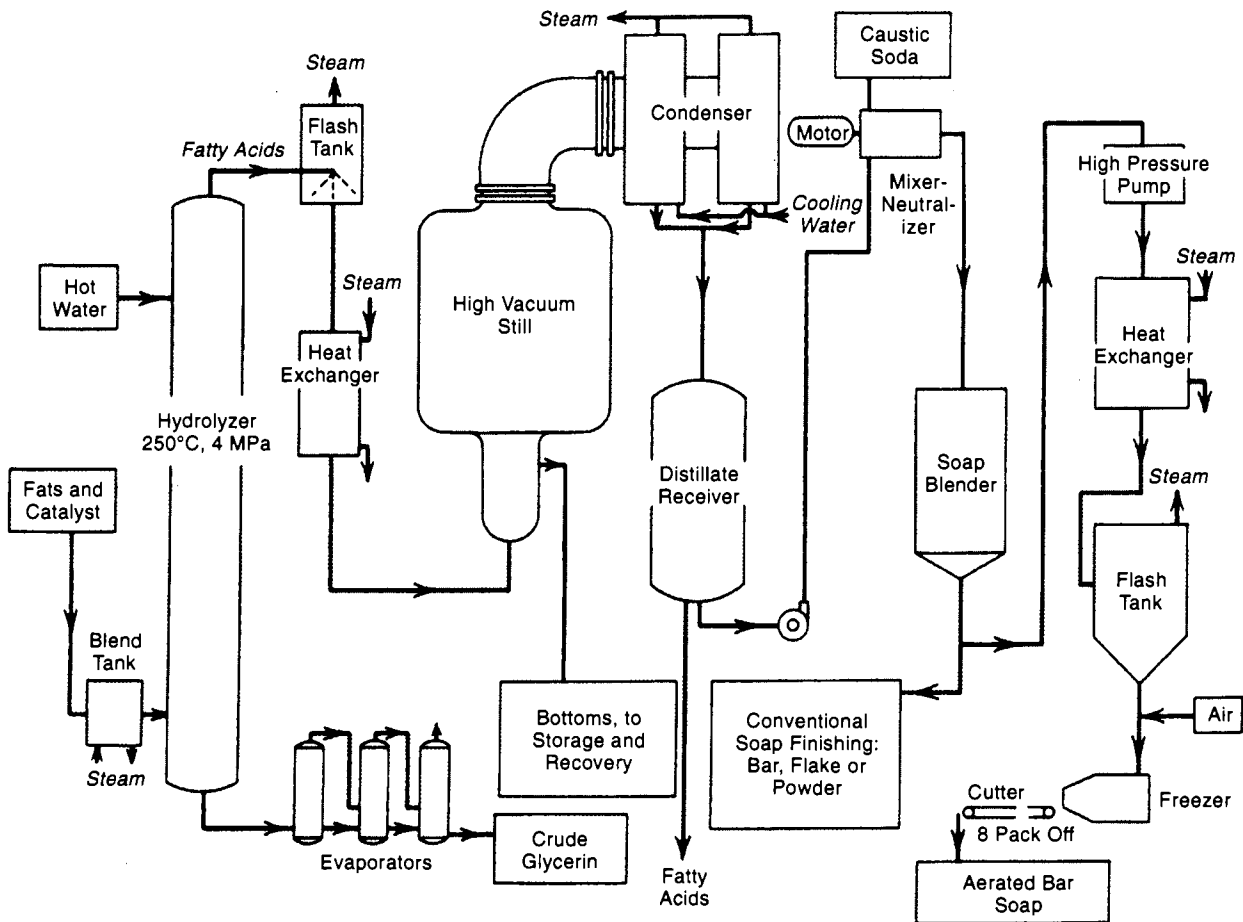 Steam
Caustic
Soda
Steam
Flash
Tank
Condenser
Motor
Fatty Acids
High Pressure
Pump
Mixer-
Neutral-
izer
Cooling
Water
Steam
Hot
Water
Steam
High Vacuum
Still
Heat
Exchanger
Heat
Exchanger
Hydrolyzer
250°C, 4 MPa
Soap
Blender
Distillate
Receiver
Steam
Fats and
Catalyst
Flash
Tank
Blend
Tank
Bottoms, to
Storage and
Recovery
Conventional
Soap Finishing:
Bar, Flake or
Powder
Air
Steam
Cutter
Freezer
8 Pack Off
Evaporators
Crude
Glycerin
Fatty
Acids
Aerated Bar
Soap